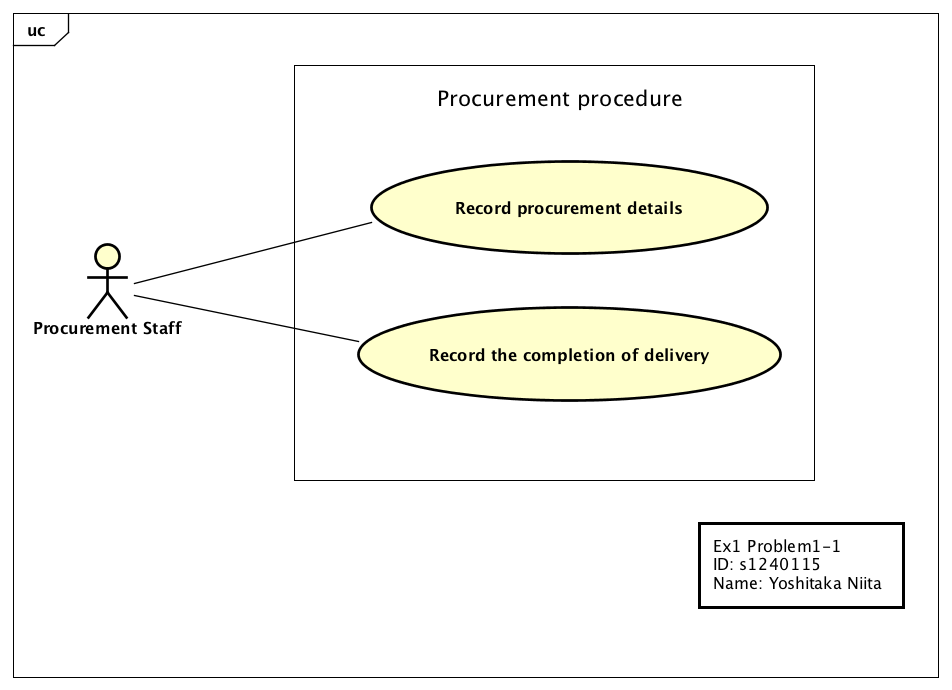 uc
Procurement procedure
Record procurement details
Procurement Staff
Record the completion of delivery
Ex1 Problem1-1
ID: s1240115
Name: Yoshitaka Niita